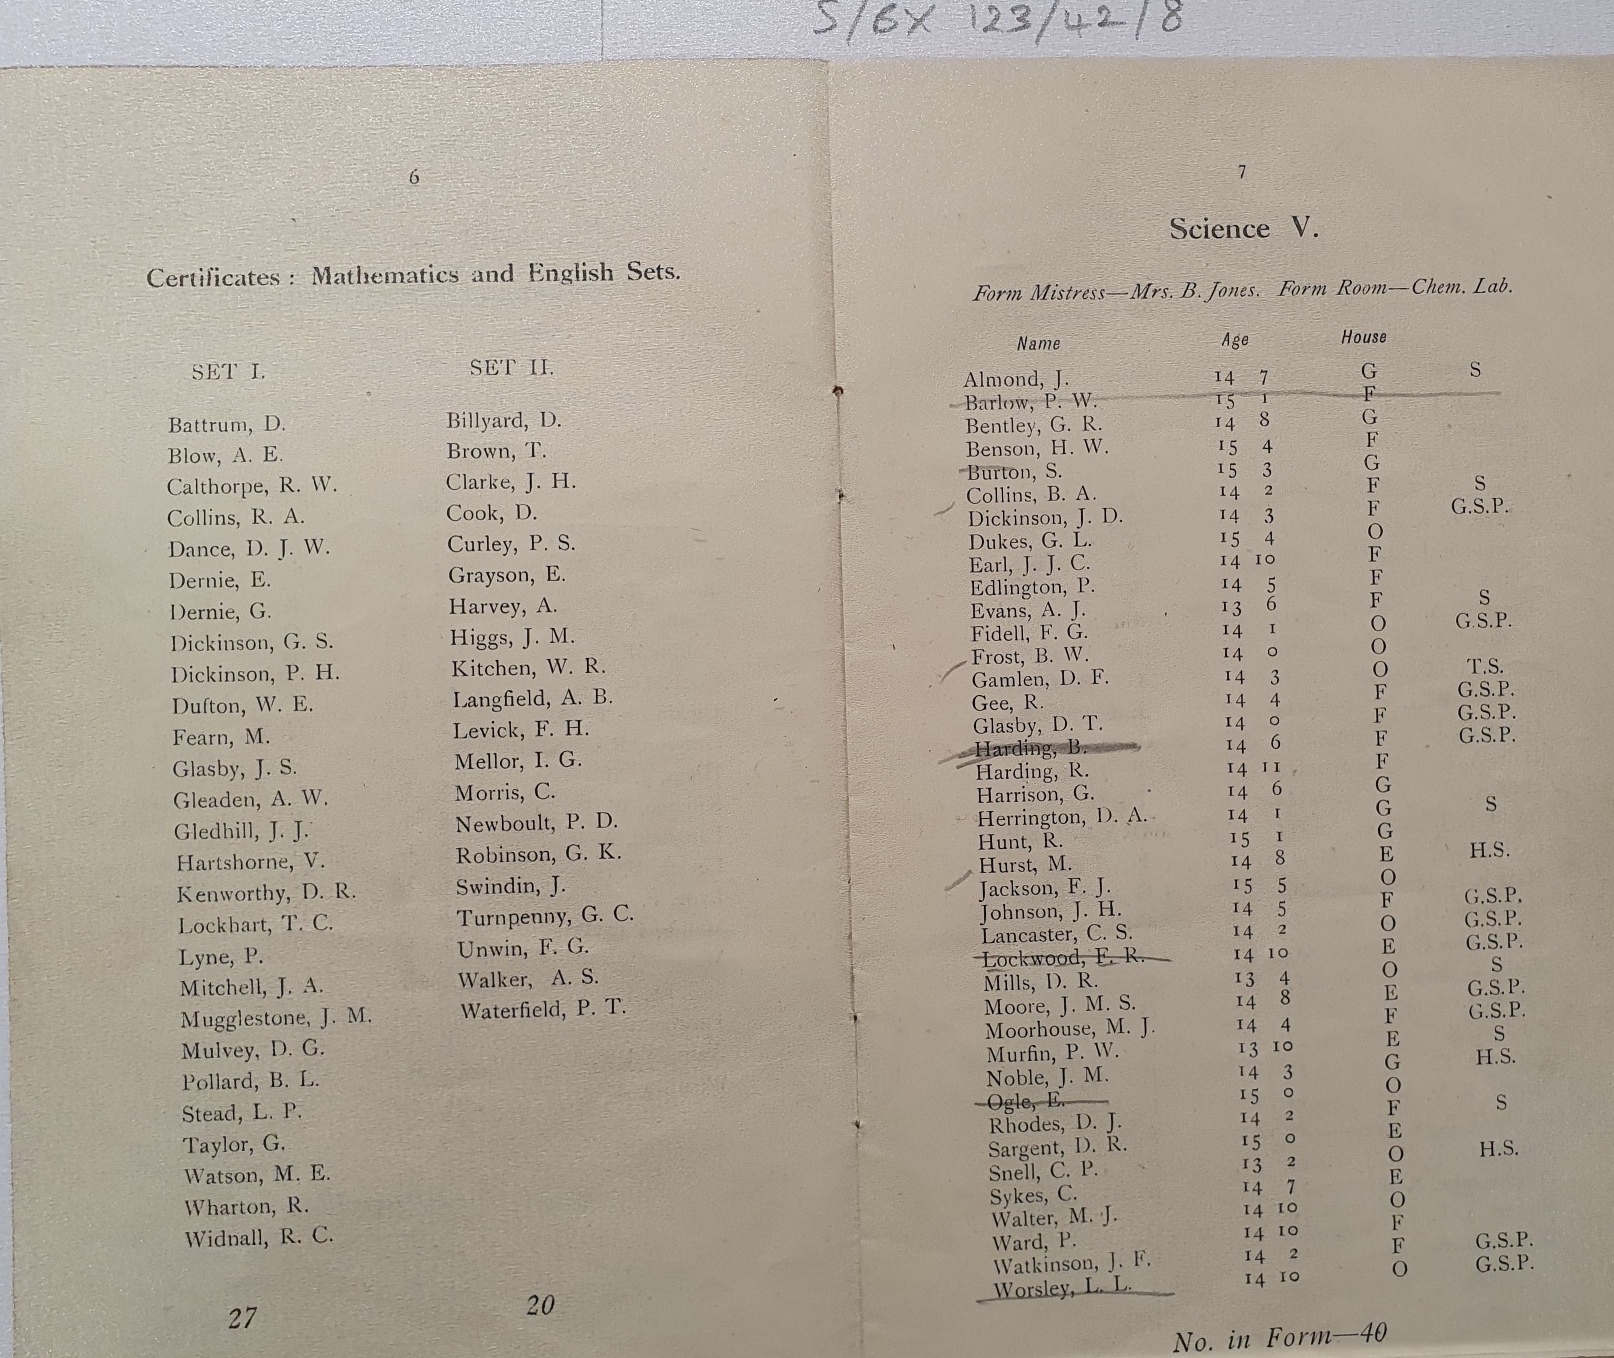 S/6X 123/42/8
6
Certificates : Mathematics and English Sets.
SET I. SET II.
Battrum, D. Billyard, D.
Blow, A. E. Brown, T.
Calthorpe, R. W. Clarke, J. H.
Collins, R. A. Cook, D.
Dance, D. J. W. Curley, P. S.
Dernie, E. Grayson, E.
Dernie, G. Harvey, A.
Dickinson, G. S. Higgs, J. M.
Dickinson, P. H. Kitchen, W. R.
Dufton, W. E. Langfield, A. B.
Fearn, M. Levick, F. H.
Glasby, J. S. Mellor, I. G.
Gleaden, A. W. Morris, C.
Gledhill, J. J. Newboult, P. D.
Hartshorne, V. Robinson, G. K.
Kenworthy, D. R. Swindin, J.
Lockhart, T. C. Turnpenny, G. C.
Lyne, P. Unwin, F. G.
Mitchell, J. A. Walker, A. S.
Mugglestone, J. M. Waterfield, P. T.
Mulvey, D. G.
Pollard, B. L.
Stead, L. P.
Taylor, G.
Watson, M. E.
Wharton, R.
Widnall, R. C.
27 20
7
Science V.
Form Mistress—Mrs. B. Jones. Form Room—Chem. Lab.
Name Age House
Almond, J. 14 7 G S
Barlow, P. W. 15 1 F
Bentley, G. R. 14 8 G
Benson, H. W. 15 4 F
Burton, S. 15 3 G
Collins, B. A. 14 2 F S
Dickinson, J. D. 14 3 F G.S.P.
Dukes, G. L. 15 4 O
Earl, J. J. C. 14 10 F
Edlington, P. 14 5 F
Evans, A. J. 13 6 F S
Fidell, F. G. 14 1 O G.S.P.
Frost, B. W. 14 0 O
Gamlen, D. F. 14 3 O T.S.
Gee, R. 14 4 F G.S.P.
Glasby, D. T. 14 0 F G.S.P.
Harding, B. 14 6 F G.S.P.
Harding, R. 14 11 F
Harrison, G. 14 6 G
Herrington, D. A. 14 1 G S
Hunt, R. 15 1 G
Hurst, M. 14 8 E H.S.
Jackson, F. J. 15 5 O
Johnson, J. H. 14 5 F G.S.P.
Lancaster, C. S. 14 2 O G.S.P.
Lockwood, F. R. 14 10 E G.S.P.
Mills, D. R. 13 4 O S
Moore, J. M. S. 14 8 E G.S.P.
Moorhouse, M. J. 14 4 F G.S.P.
Murfin, P. W. 13 10 E S
Noble, J. M. 14 3 G H.S.
Ogle, E. 15 0 O
Rhodes, D. J. 14 2 F S
Sargent, D. R. 15 0 E
Snell, C. P. 13 2 O H.S.
Sykes, C. 14 7 E
Walter, M. J. 14 10 O
Ward, P. 14 10 F
Watkinson, J. F. 14 2 F G.S.P.
Worsley, L. L. 14 10 O G.S.P.
No. in Form—40